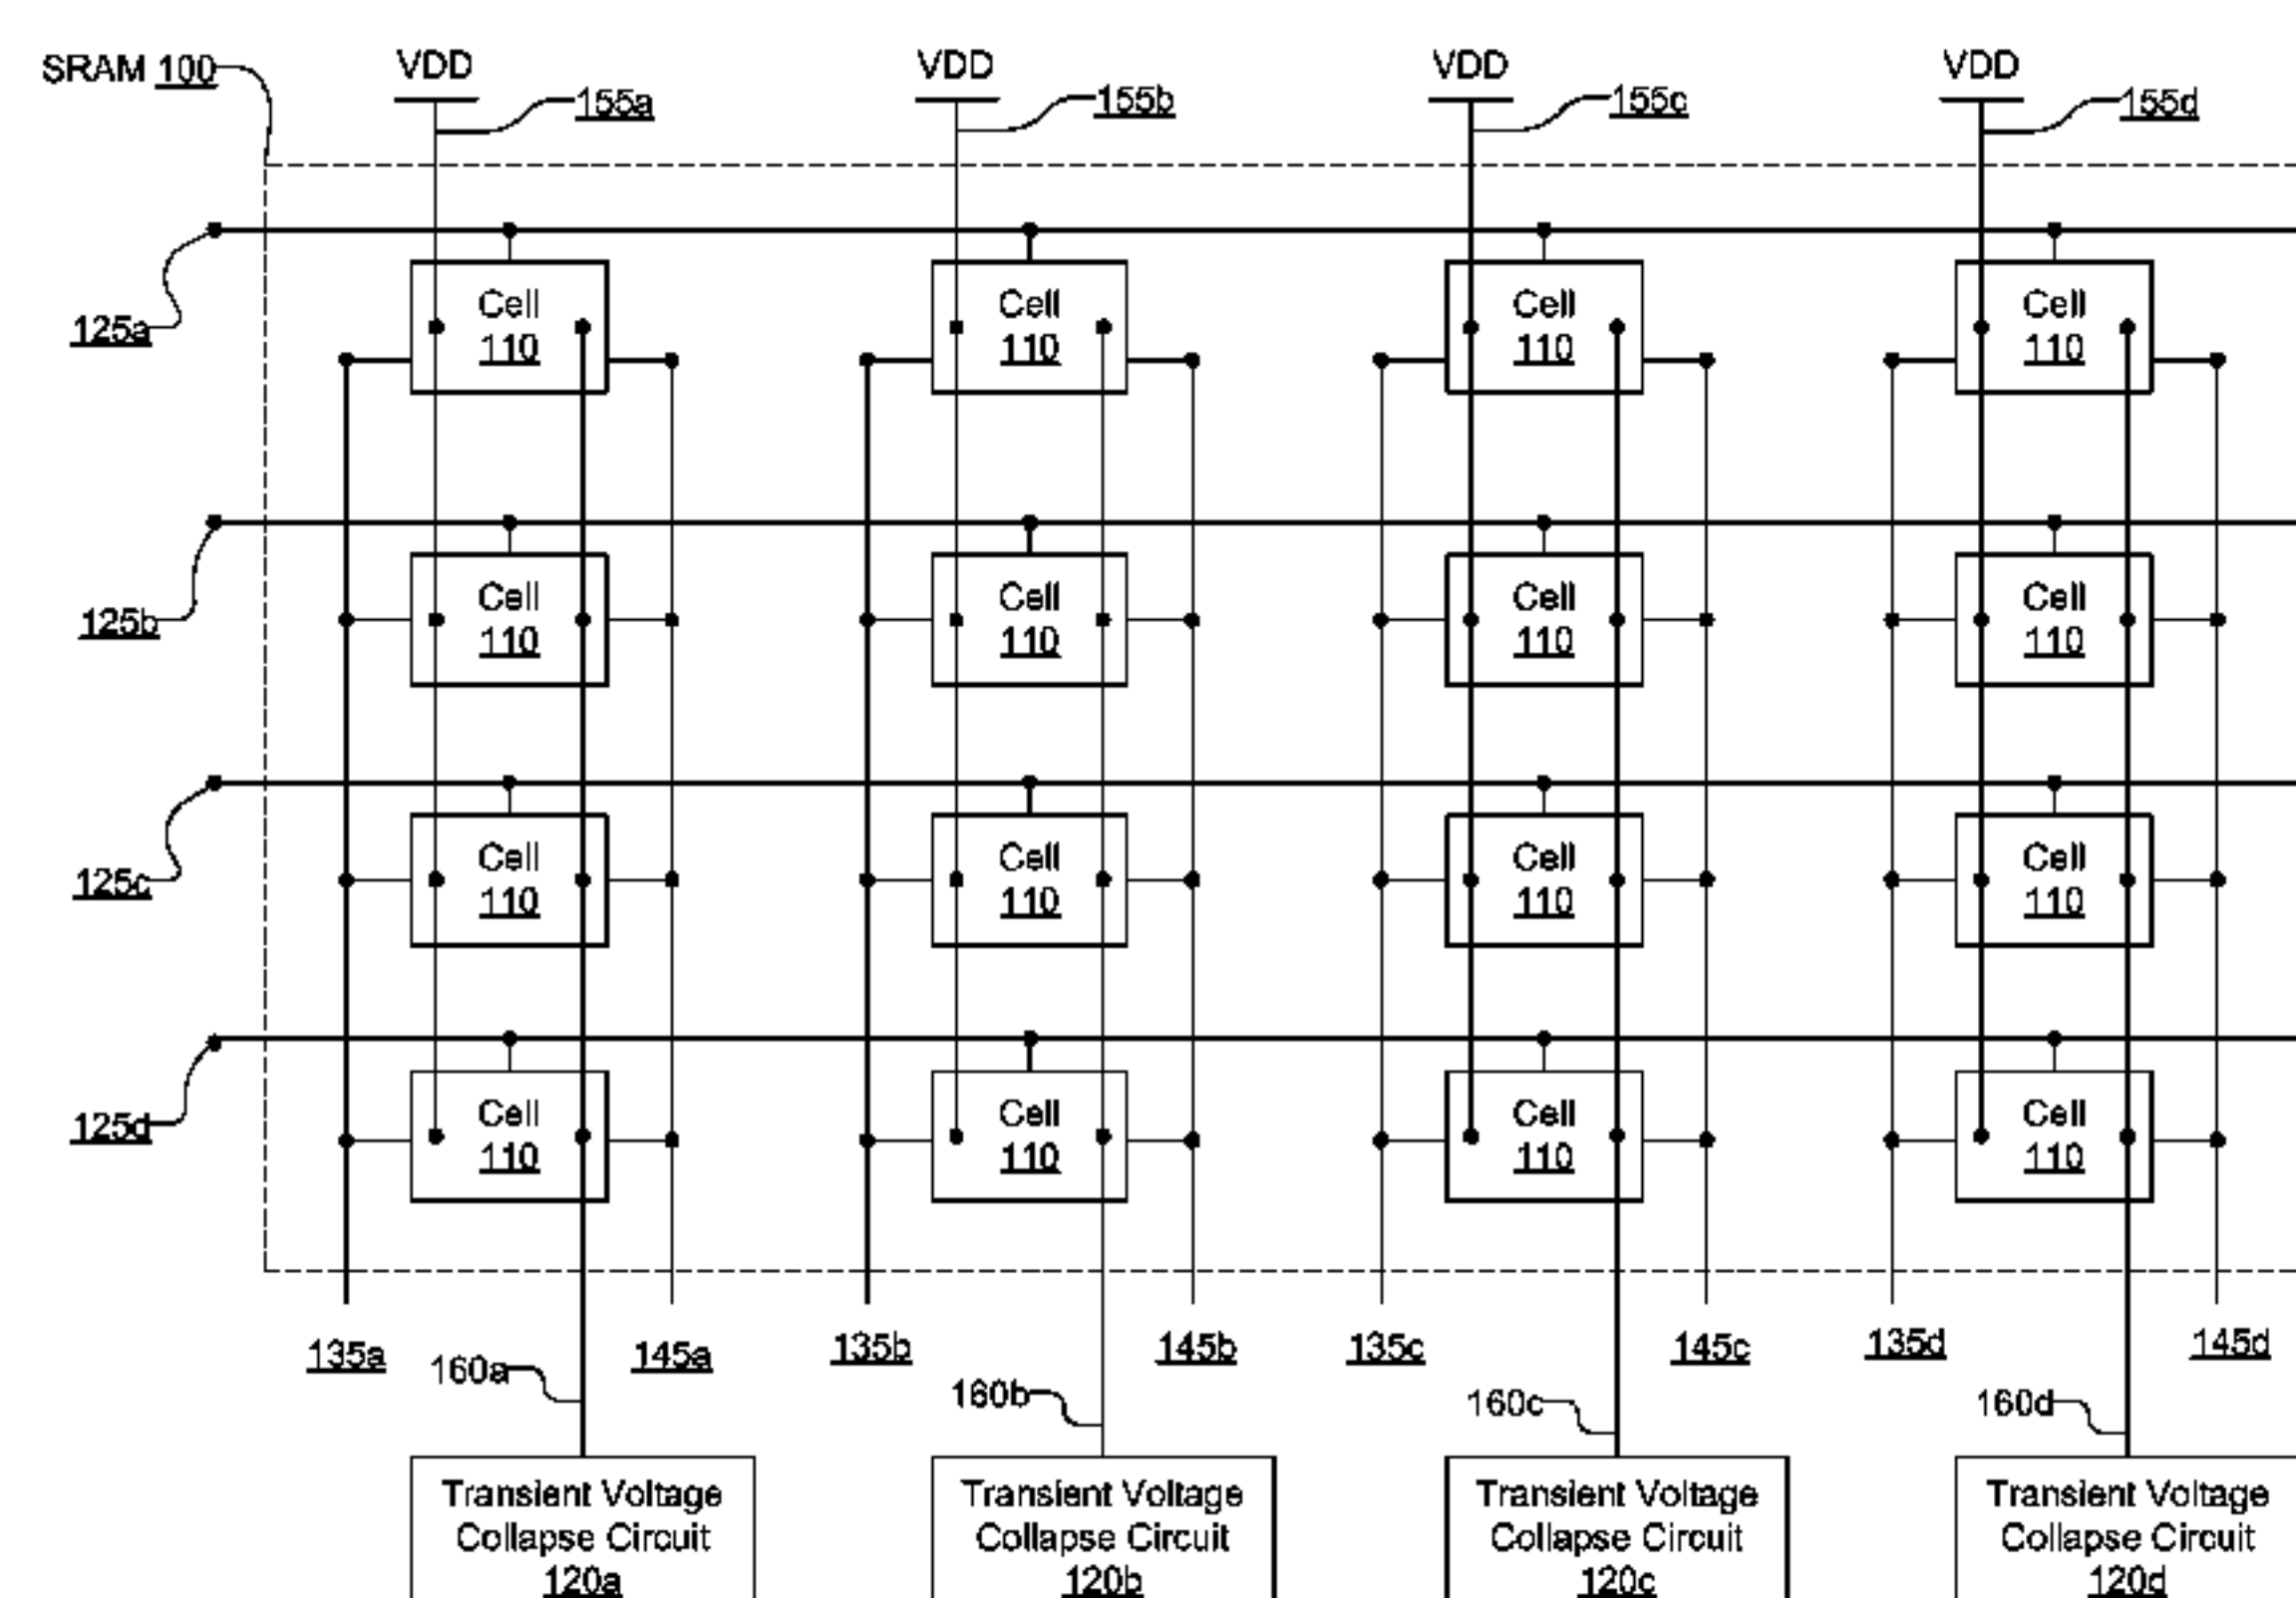 SRAM 100
VDD VDD VDD VDD
155a 155b 155c 155d
125a
Cell Cell Cell Cell
110 110 110 110
125b
Cell Cell Cell Cell
110 110 110 110
125c
Cell Cell Cell Cell
110 110 110 110
125d
Cell Cell Cell Cell
110 110 110 110
135a 145a 135b 145b 135c 145c 135d 145d
160a 160b 160c 160d
Transient Voltage Transient Voltage Transient Voltage Transient Voltage
Collapse Circuit Collapse Circuit Collapse Circuit Collapse Circuit
120a 120b 120c 120d